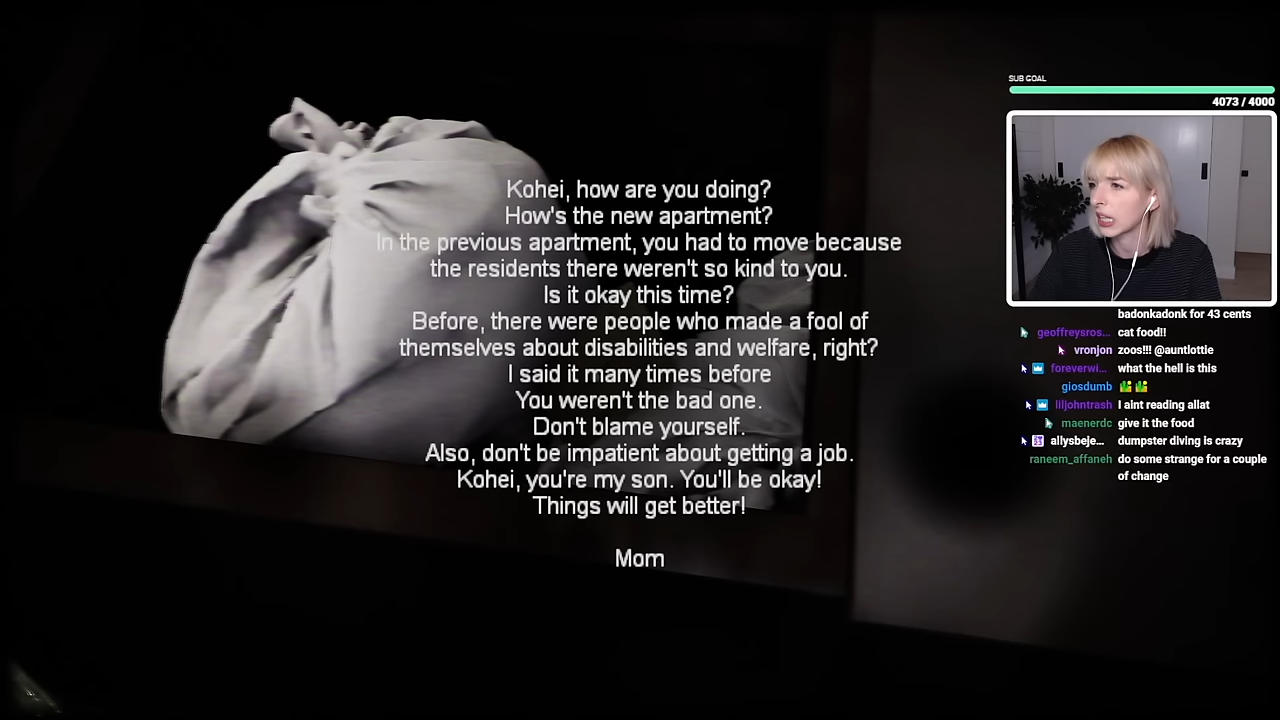 Kohei, how are you doing?
How's the new apartment?
In the previous apartment, you had to move because
the residents there weren't so kind to you.
Is it okay this time?
Before, there were people who made a fool of
themselves about disabilities and welfare, right?
I said it many times before
You weren't the bad one.
Don't blame yourself.
Also, don't be impatient about getting a job.
Kohei, you're my son. You'll be okay!
Things will get better!
Mom
SUB GOAL
4073 / 4000
badonkadonk for 43 cents
geoffreysros... cat food!!
vronjon zoos!!! @auntlottie
foreverwi... what the hell is this
giosdumb
liljohntrash I aint reading allat
maenerdc give it the food
allysbeje... dumpster diving is crazy
raneem_affaneh do some strange for a couple
of change